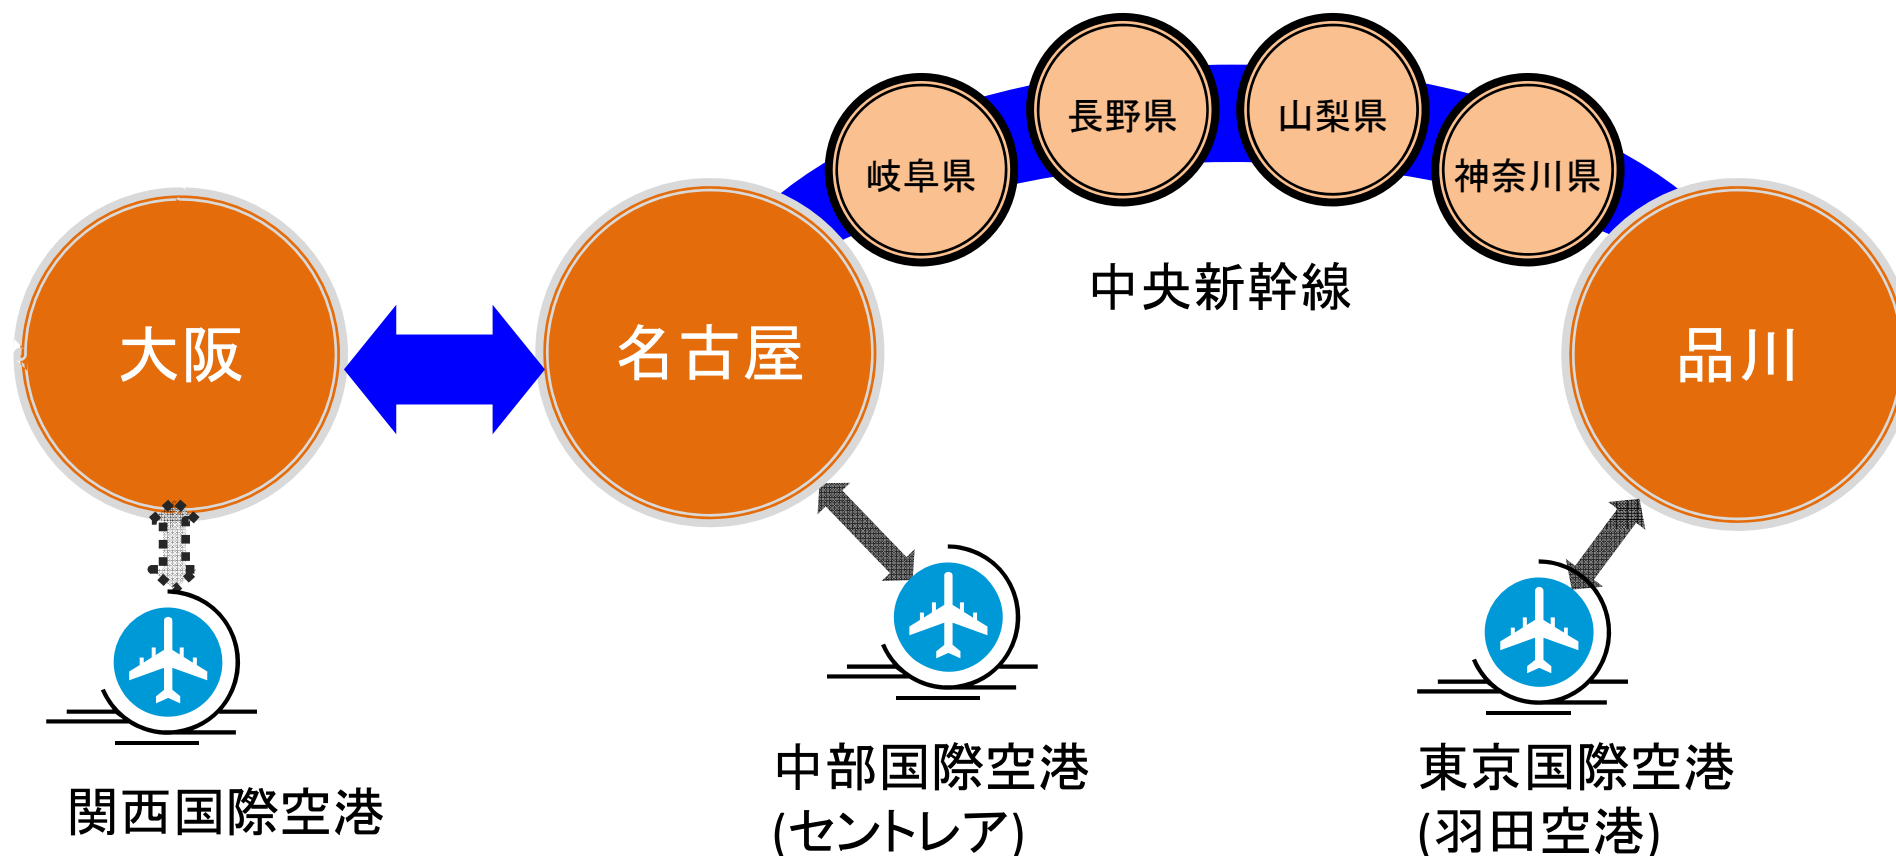 岐阜県
長野県
山梨県
神奈川県
中央新幹線
大阪
名古屋
品川
関西国際空港
中部国際空港
(セントレア)
東京国際空港
(羽田空港)